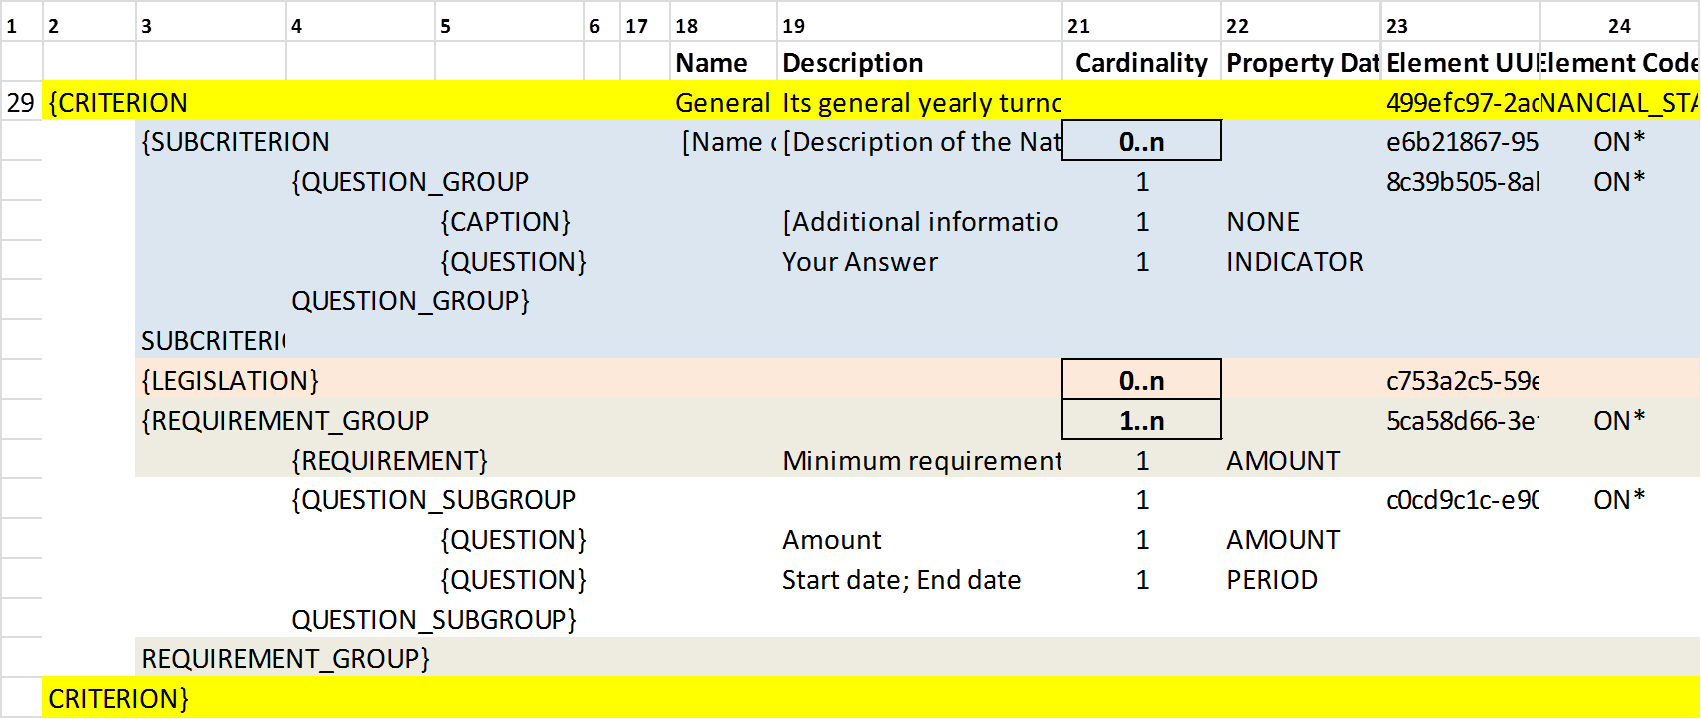 1 2 3 4 5 6 17 18 19 21 22 23 24
Name Description Cardinality Property Dat Element UUI Element Code
29 {CRITERION General Its general yearly turno 499efc97-2ac NANCIAL_STA
{SUBCRITERION [Name o [Description of the Nat 0..n e6b21867-95 ON*
{QUESTION_GROUP 1 8c39b505-8al ON*
{CAPTION} [Additional informatio 1 NONE
{QUESTION} Your Answer 1 INDICATOR
QUESTION_GROUP}
SUBCRITERIO
{LEGISLATION} 0..n c753a2c5-59e
{REQUIREMENT_GROUP 1..n 5ca58d66-3e ON*
{REQUIREMENT} Minimum requirement 1 AMOUNT
{QUESTION_SUBGROUP 1 c0cd9c1c-e90 ON*
{QUESTION} Amount 1 AMOUNT
{QUESTION} Start date; End date 1 PERIOD
QUESTION_SUBGROUP}
REQUIREMENT_GROUP}
CRITERION}